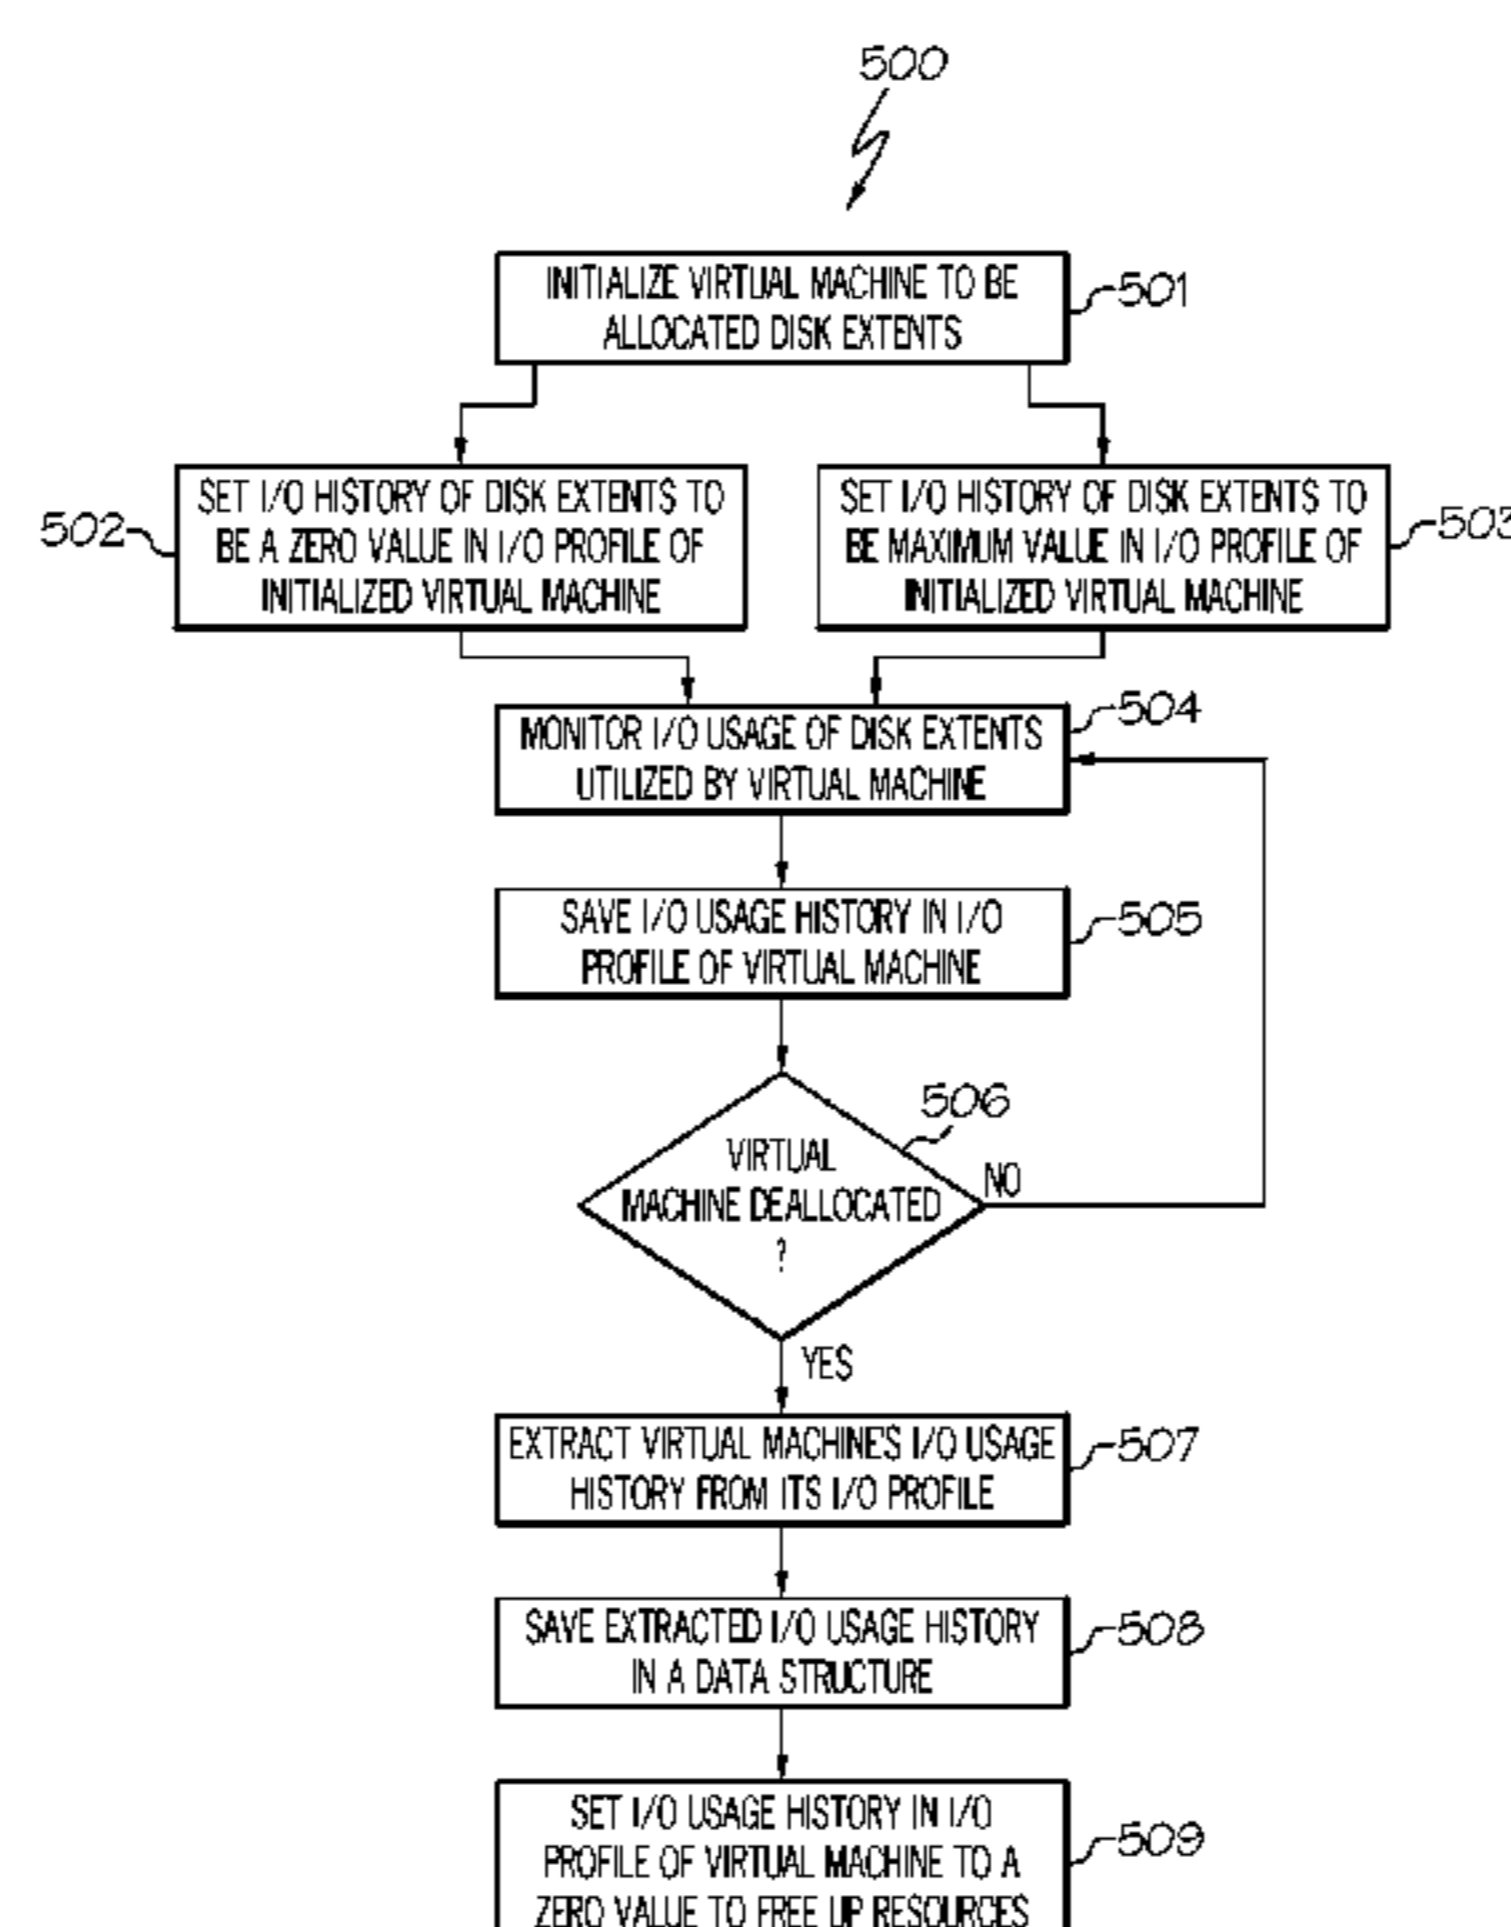 500
INITIALIZE VIRTUAL MACHINE TO BE
ALLOCATED DISK EXTENTS
501
502
SET I/O HISTORY OF DISK EXTENTS TO
BE A ZERO VALUE IN I/O PROFILE OF
INITIALIZED VIRTUAL MACHINE
SET I/O HISTORY OF DISK EXTENTS TO
BE MAXIMUM VALUE IN I/O PROFILE OF
INITIALIZED VIRTUAL MACHINE
503
MONITOR I/O USAGE OF DISK EXTENTS
UTILIZED BY VIRTUAL MACHINE
504
SAVE I/O USAGE HISTORY IN I/O
PROFILE OF VIRTUAL MACHINE
505
506
VIRTUAL
MACHINE DEALLOCATED
?
NO
YES
EXTRACT VIRTUAL MACHINE'S I/O USAGE
HISTORY FROM ITS I/O PROFILE
507
SAVE EXTRACTED I/O USAGE HISTORY
IN A DATA STRUCTURE
508
SET I/O USAGE HISTORY IN I/O
PROFILE OF VIRTUAL MACHINE TO A
ZERO VALUE TO FREE UP RESOURCES
509